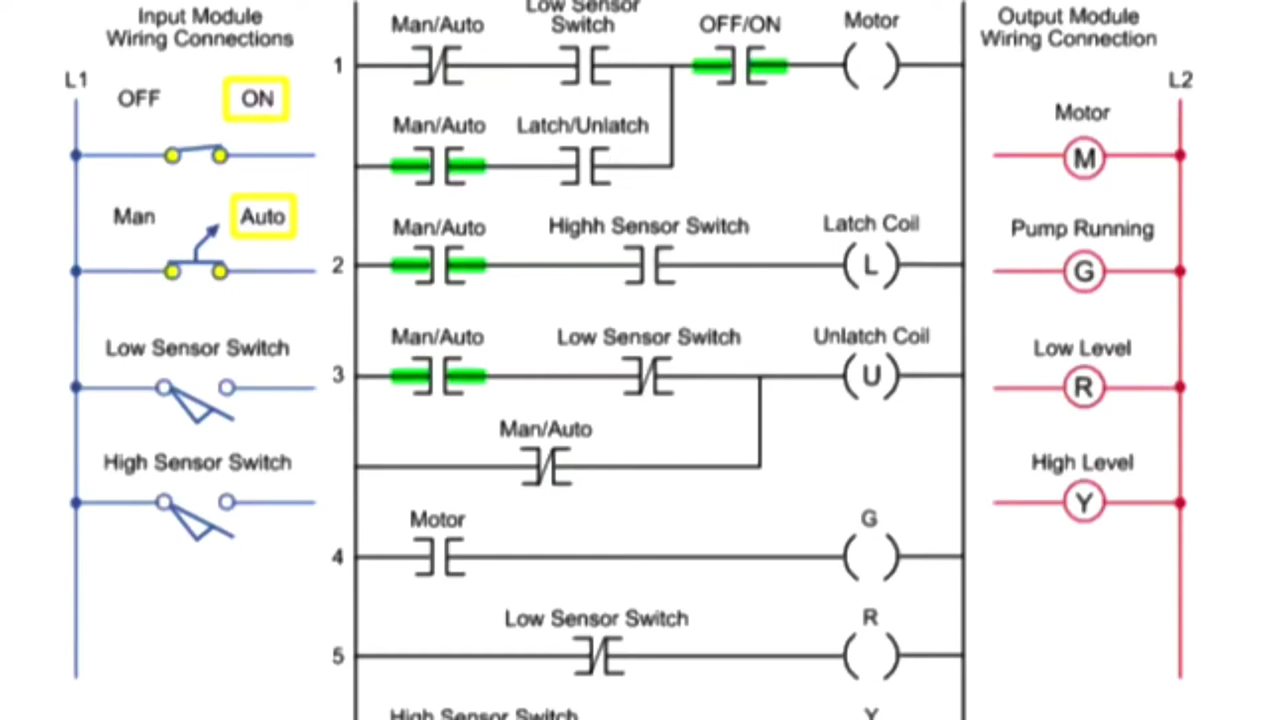 Input Module
Wiring Connections
L1
OFF
ON
Man
Auto
Low Sensor Switch
High Sensor Switch
Man/Auto
Low Sensor
Switch
OFF/ON
Motor
1
Man/Auto
Latch/Unlatch
Man/Auto
Highh Sensor Switch
Latch Coil
2
L
Man/Auto
Low Sensor Switch
Unlatch Coil
3
U
Man/Auto
Motor
G
4
Low Sensor Switch
R
5
High Sensor Switch
Y
Output Module
Wiring Connection
L2
Motor
M
Pump Running
G
Low Level
R
High Level
Y